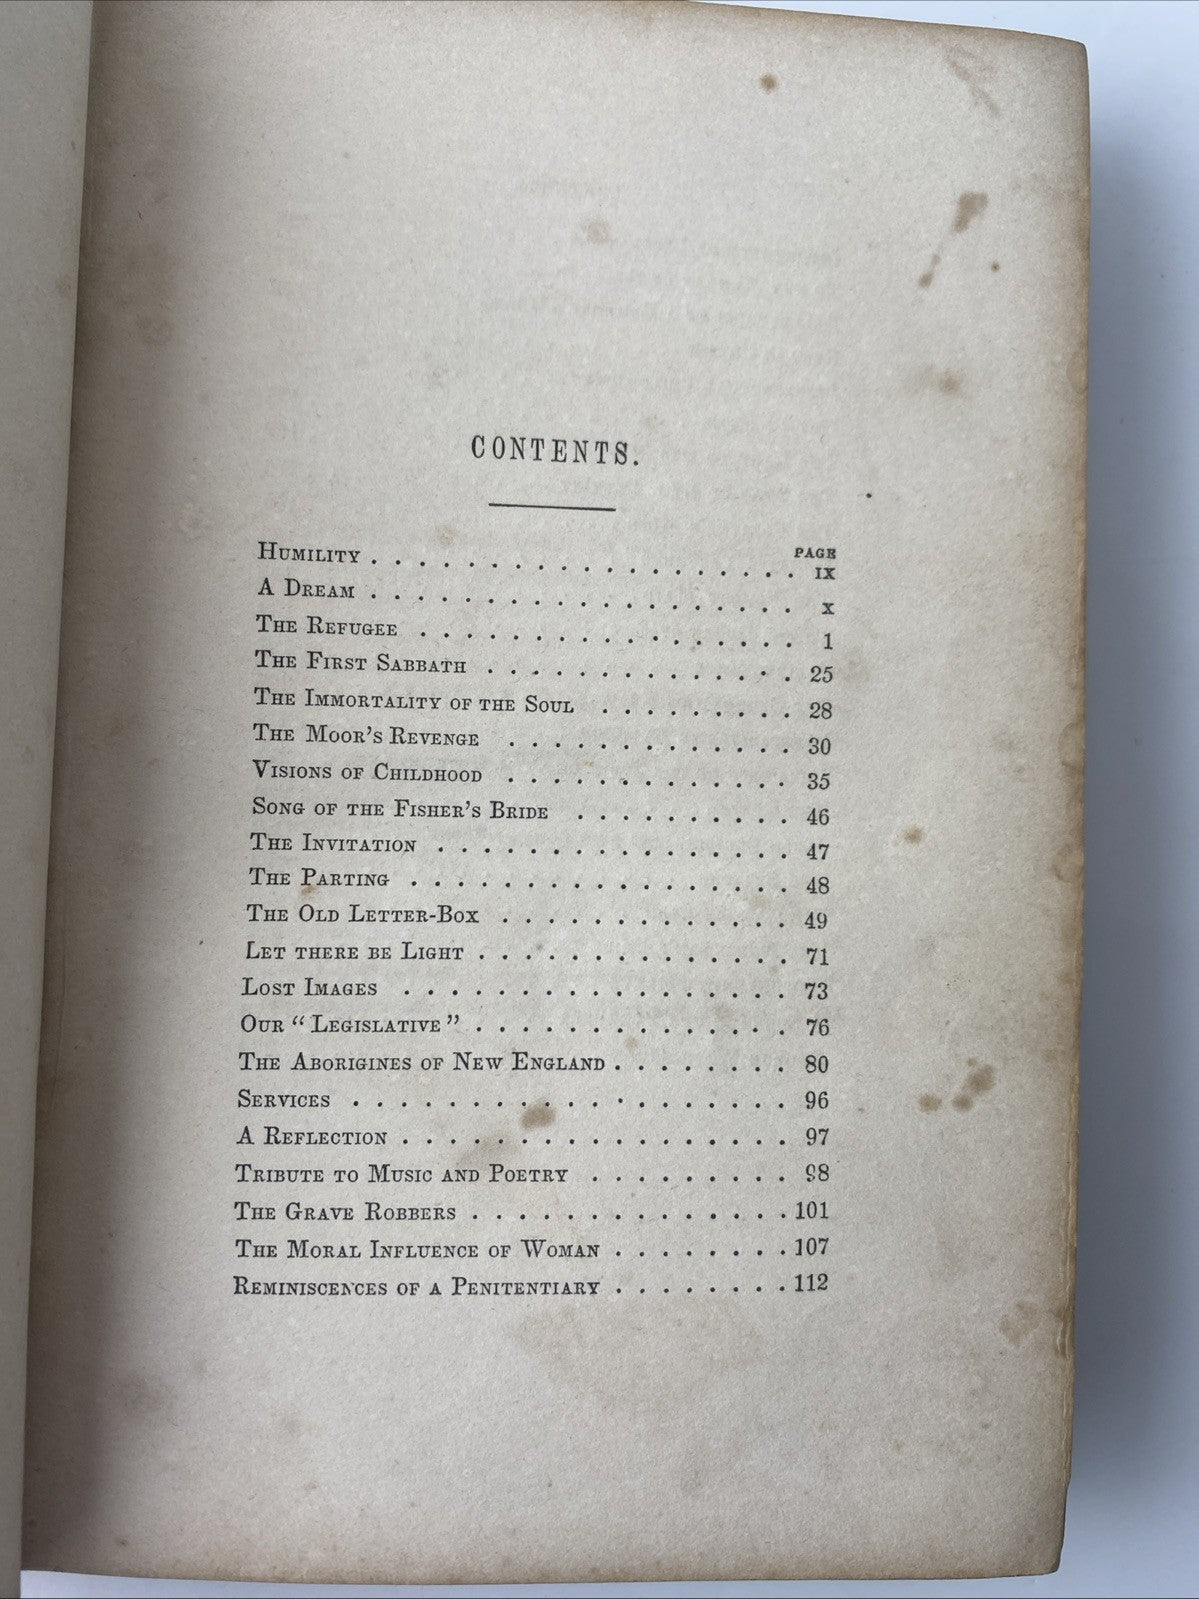 CONTENTS.
PAGE
HUMILITY . . . . . . . . . . . . . . . . . . IX
A DREAM . . . . . . . . . . . . . . . . . . X
THE REFUGEE . . . . . . . . . . . . . . . . 1
THE FIRST SABBATH . . . . . . . . . . . . . 25
THE IMMORTALITY OF THE SOUL . . . . . . . . . 28
THE MOOR'S REVENGE . . . . . . . . . . . . . 30
VISIONS OF CHILDHOOD . . . . . . . . . . . . 35
SONG OF THE FISHER'S BRIDE . . . . . . . . . . 46
THE INVITATION . . . . . . . . . . . . . . . 47
THE PARTING . . . . . . . . . . . . . . . . . 48
THE OLD LETTER-BOX . . . . . . . . . . . . . 49
LET THERE BE LIGHT . . . . . . . . . . . . . . 71
LOST IMAGES . . . . . . . . . . . . . . . . . 73
OUR "LEGISLATIVE" . . . . . . . . . . . . . . 76
THE ABORIGINES OF NEW ENGLAND . . . . . . . . 80
SERVICES . . . . . . . . . . . . . . . . . . . 96
A REFLECTION . . . . . . . . . . . . . . . . . 97
TRIBUTE TO MUSIC AND POETRY . . . . . . . . . 98
THE GRAVE ROBBERS . . . . . . . . . . . . . . 101
THE MORAL INFLUENCE OF WOMAN . . . . . . . . 107
REMINISCENCES OF A PENITENTIARY . . . . . . . . 112